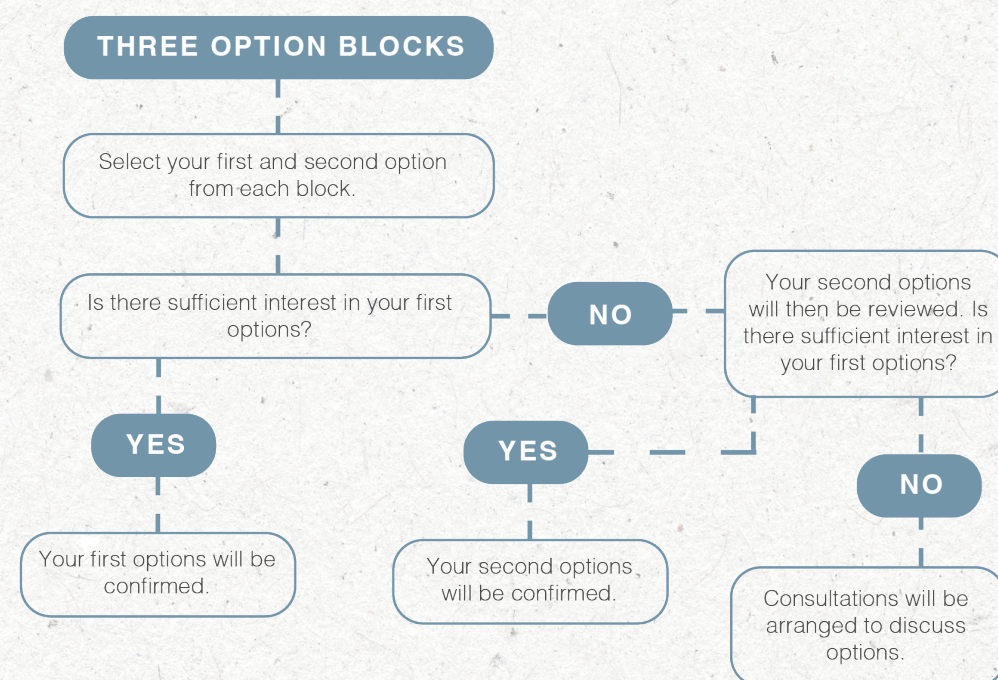 THREE OPTION BLOCKS
Select your first and second option
from each block.
Is there sufficient interest in your first
options?
NO
Your second options
will then be reviewed. Is
there sufficient interest in
your first options?
YES
Your first options will be
confirmed.
YES
Your second options
will be confirmed.
NO
Consultations will be
arranged to discuss
options.